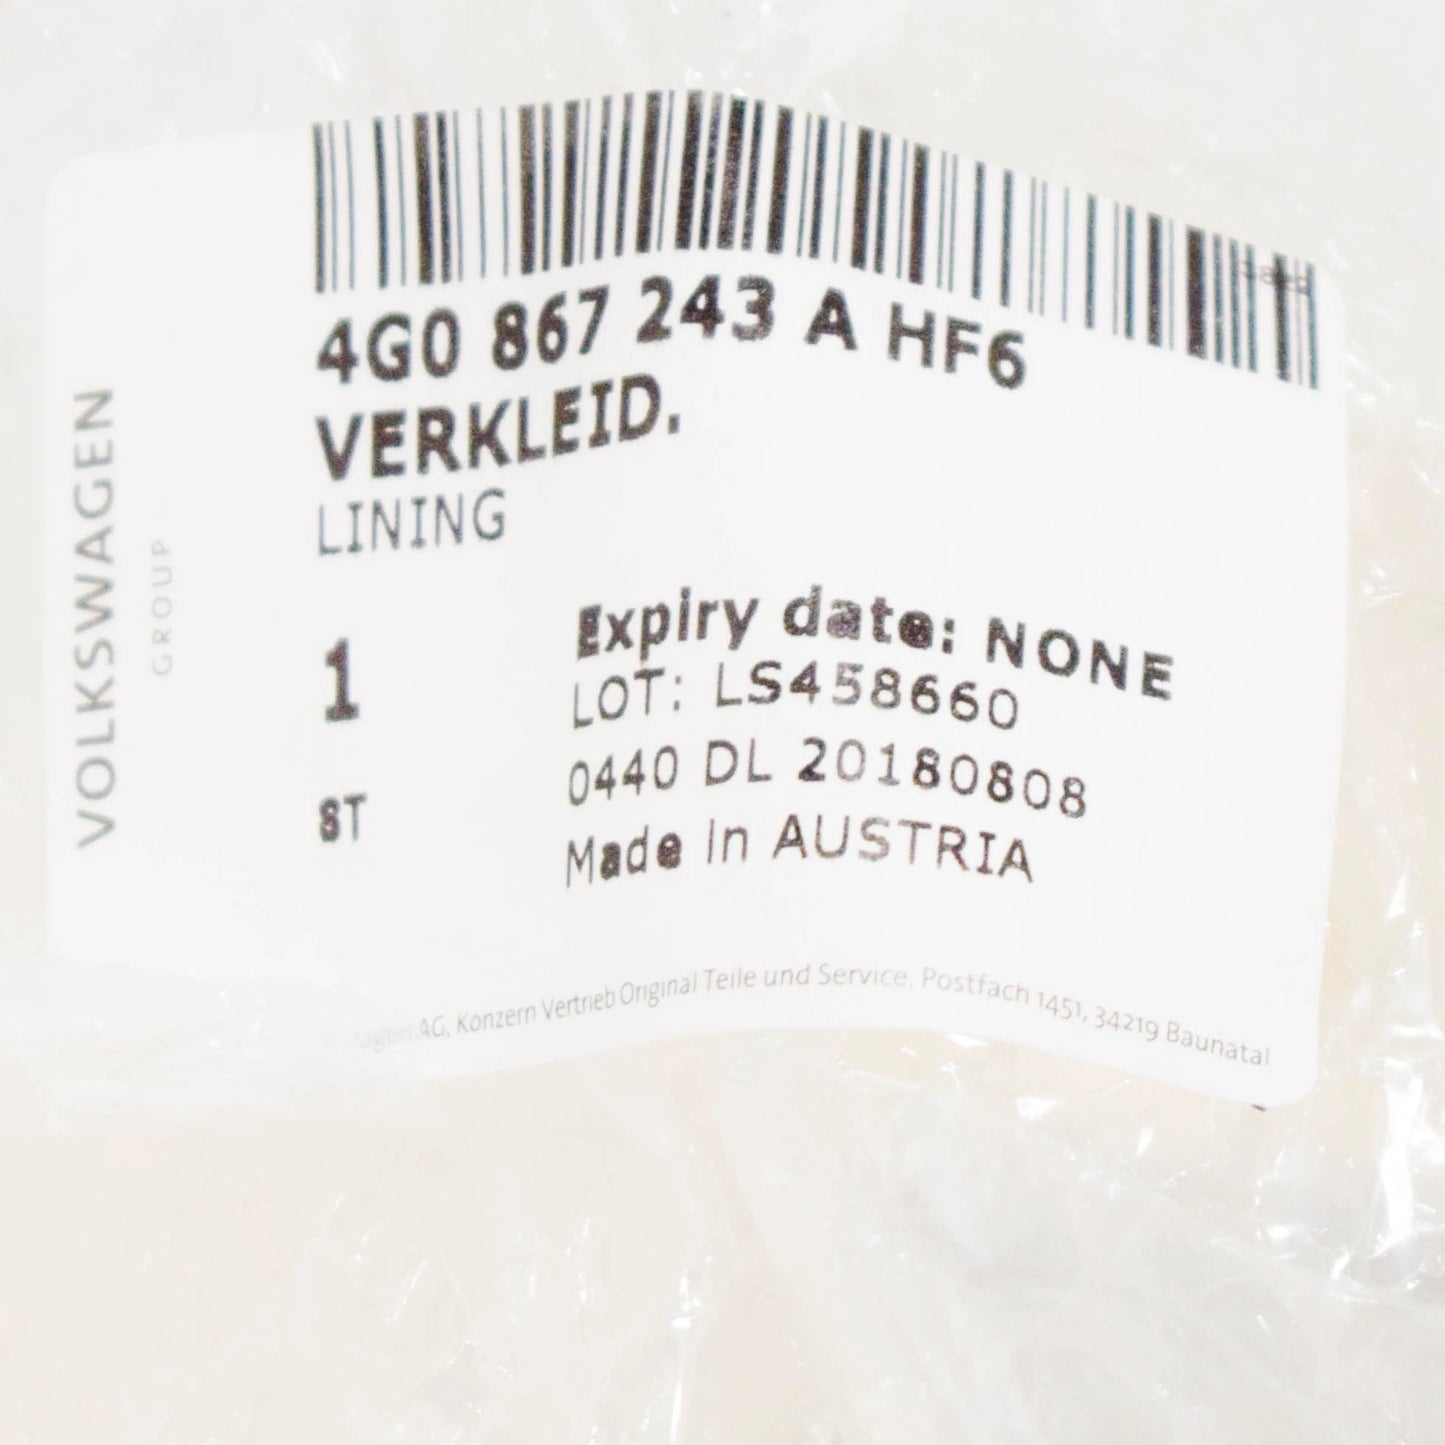 4G0 867 243 A HF6
VERKLEID.
LINING
VOLKSWAGEN
GROUP
1
ST
Expiry date: NONE
LOT: LS458660
0440 DL 20180808
Made in AUSTRIA
AG, Konzern Vertrieb Original Teile und Service, Postfach 1451, 34219 Baunatal